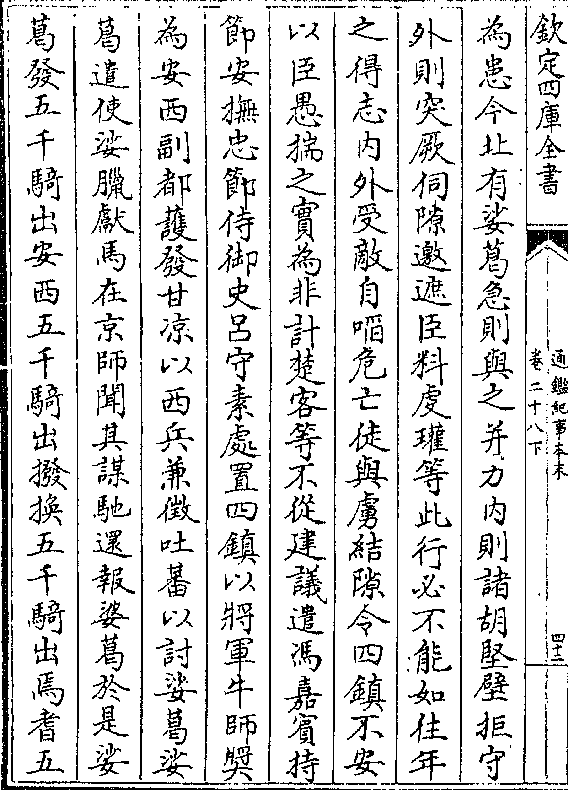 欽定四庫全書
通鑑紀事本末
卷二十八下
四十二
為患今北有娑葛急則與之并力内則諸胡堅壁拒守
外則突厥伺隙邀遮臣料虔瓘等此行必不能如往年
之得志内外受敵自陷危亡徒與虜結隙令四鎮不安
以臣愚揣之實為非計楚客等不從建議遣馮嘉賓持
節安撫忠節侍御史呂守素處置四鎮以將軍牛師獎
為安西副都護發甘凉以西兵兼徵吐蕃以討娑葛娑
葛遣使娑臘獻馬在京師聞其謀馳還報娑葛於是娑
葛發五千騎出安西五千騎出撥換五千騎出焉耆五